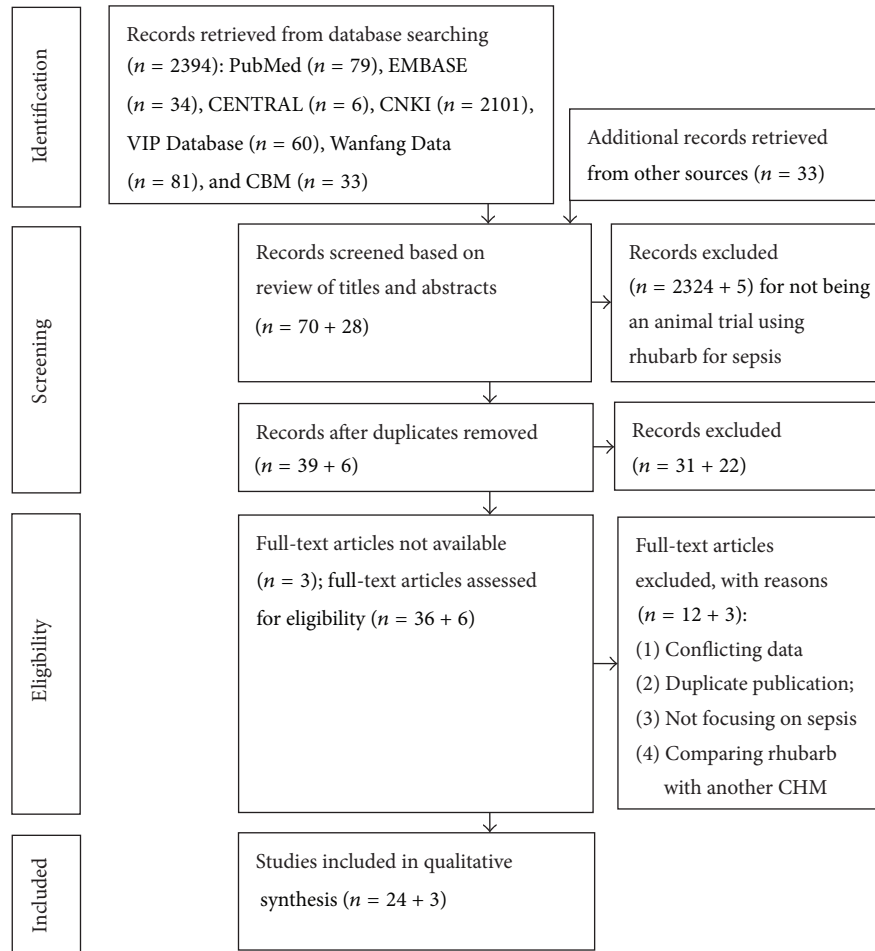 Identification
Records retrieved from database searching
(n = 2394): PubMed (n = 79), EMBASE
(n = 34), CENTRAL (n = 6), CNKI (n = 2101),
VIP Database (n = 60), Wanfang Data
(n = 81), and CBM (n = 33)
Additional records retrieved
from other sources (n = 33)
Screening
Records screened based on
review of titles and abstracts
(n = 70 + 28)
Records excluded
(n = 2324 + 5) for not being
an animal trial using
rhubarb for sepsis
Records after duplicates removed
(n = 39 + 6)
Records excluded
(n = 31 + 22)
Eligibility
Full-text articles not available
(n = 3); full-text articles assessed
for eligibility (n = 36 + 6)
Full-text articles
excluded, with reasons
(n = 12 + 3):
(1) Conflicting data
(2) Duplicate publication;
(3) Not focusing on sepsis
(4) Comparing rhubarb
with another CHM
Included
Studies included in qualitative
synthesis (n = 24 + 3)